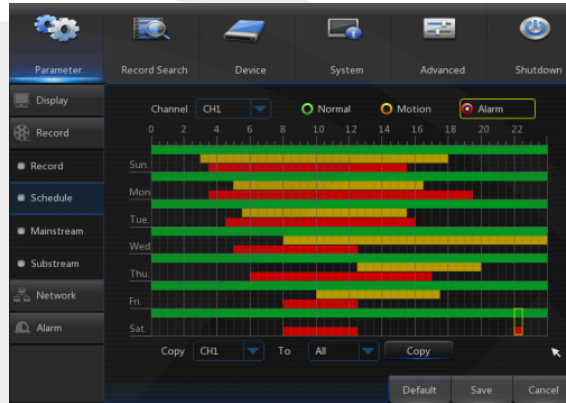 Parameter Record Search Device System Advanced Shutdown
Display
Record
Record
Schedule
Mainstream
Substream
Network
Alarm
Channel CH1 Normal Motion Alarm
0 2 4 6 8 10 12 14 16 18 20 22
Sun.
Mon.
Tue.
Wed.
Thu.
Fri.
Sat.
Copy CH1 To All Copy
Default Save Cancel